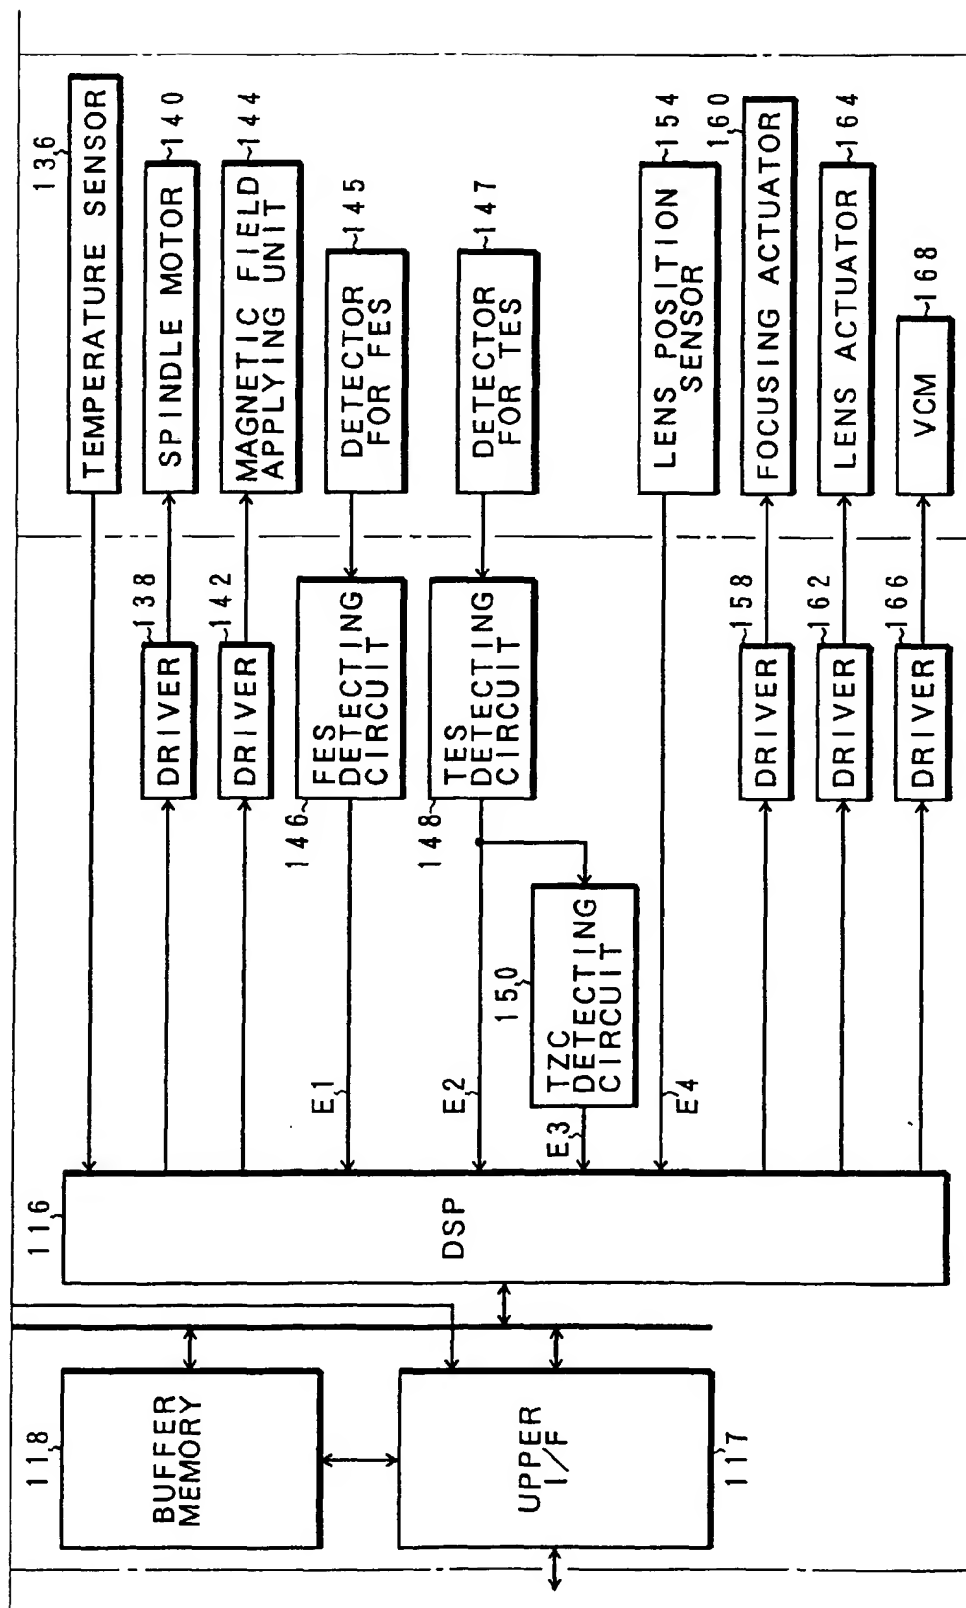 118
BUFFER
MEMORY
UPPER
I/F
117
116
DSP
E1
E2
E3
E4
150
TZC
DETECTING
CIRCUIT
DRIVER
138
DRIVER
142
146
FES
DETECTING
CIRCUIT
148
TES
DETECTING
CIRCUIT
DRIVER
158
DRIVER
162
DRIVER
166
136
TEMPERATURE SENSOR
SPINDLE MOTOR
140
MAGNETIC FIELD
APPLYING UNIT
144
DETECTOR
FOR FES
145
DETECTOR
FOR TES
147
LENS POSITION
SENSOR
154
FOCUSING ACTUATOR
160
LENS ACTUATOR
164
VCM
168